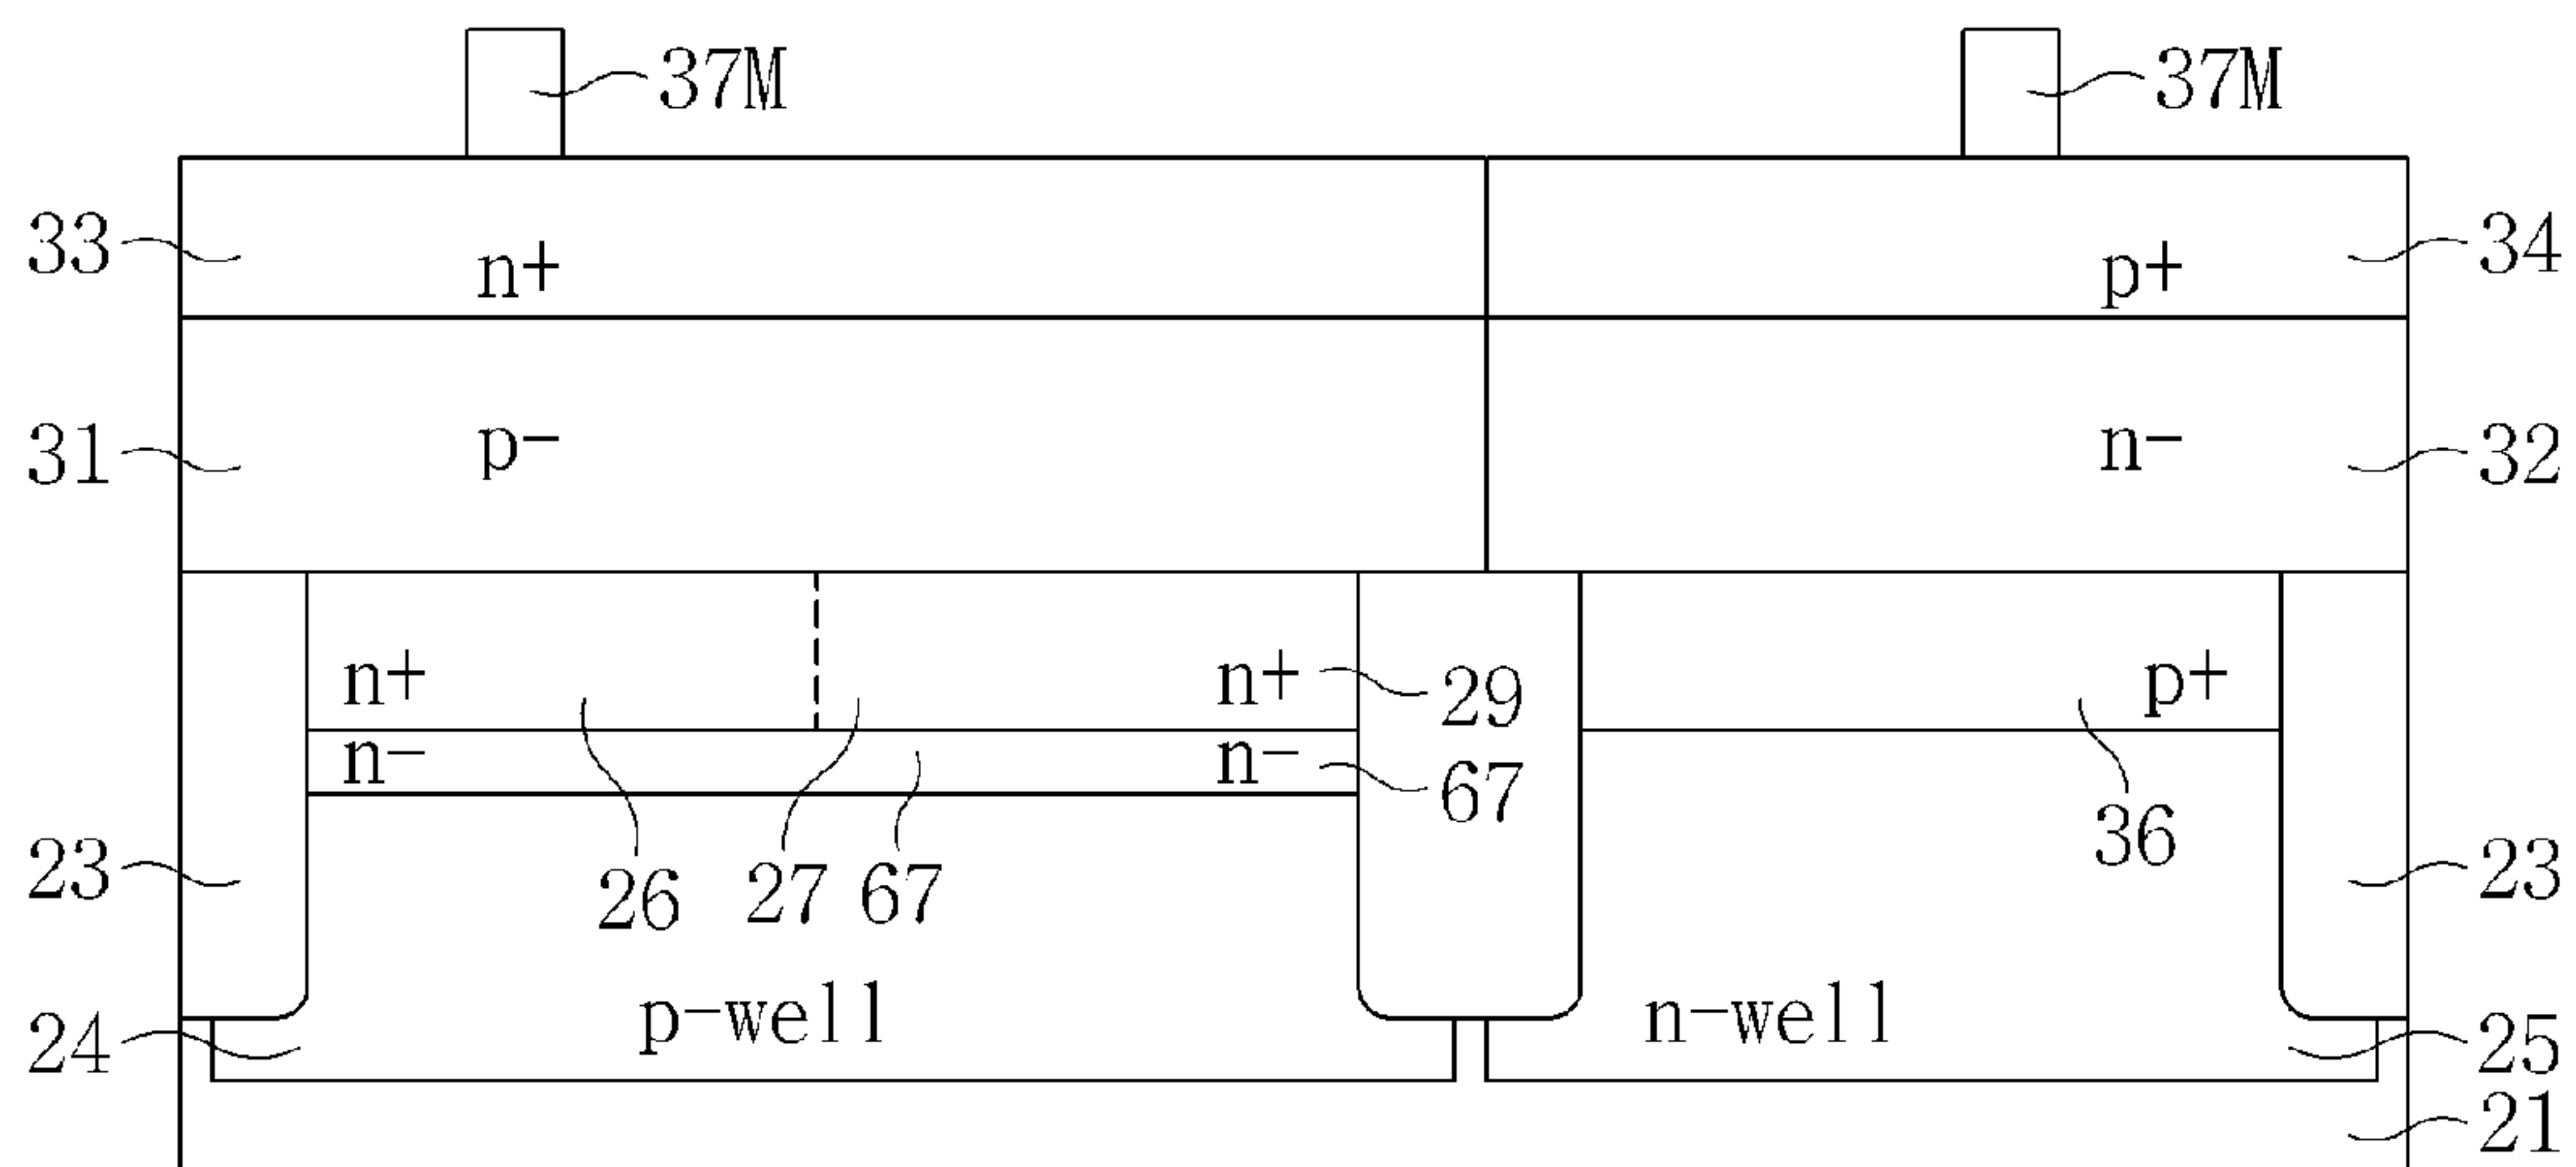 37M 37M
33 n+ p+ 34
31 p- n- 32
n+ n+ 29 p+
n- n- 67
36
23 26 27 67 23
24 p-well n-well 25
21